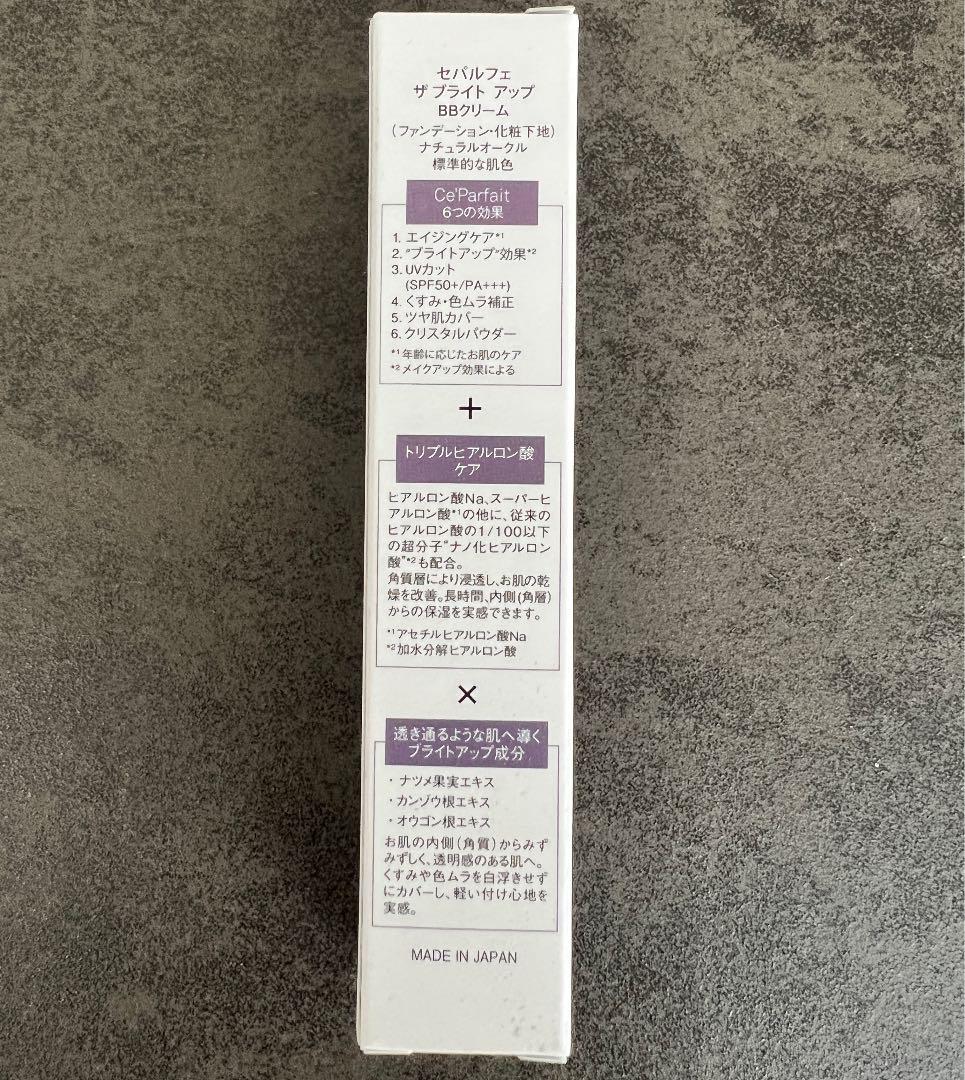 セパルフェ
ザ ブライト アップ
BBクリーム
(ファンデーション・化粧下地)
ナチュラルオークル
標準的な肌色
Ce'Parfait
6つの効果
1. エイジングケア*1
2. "ブライトアップ"効果*2
3. UVカット
(SPF50+/PA+++)
4. くすみ・色ムラ補正
5. ツヤ肌カバー
6. クリスタルパウダー
*1 年齢に応じたお肌のケア
*2 メイクアップ効果による
+
トリプルヒアルロン酸
ケア
ヒアルロン酸Na、スーパーヒ
アルロン酸*1の他に、従来の
ヒアルロン酸の1/100以下
の超分子"ナノ化ヒアルロン
酸"*2も配合。
角質層により浸透し、お肌の乾
燥を改善。長時間、内側(角層)
からの保湿を実感できます。
*1 アセチルヒアルロン酸Na
*2 加水分解ヒアルロン酸
×
透き通るような肌へ導く
ブライトアップ成分
・ナツメ果実エキス
・カンゾウ根エキス
・オウゴン根エキス
お肌の内側(角質)からみず
みずしく、透明感のある肌へ。
くすみや色ムラを白浮きせず
にカバーし、軽い付け心地を
実感。
MADE IN JAPAN